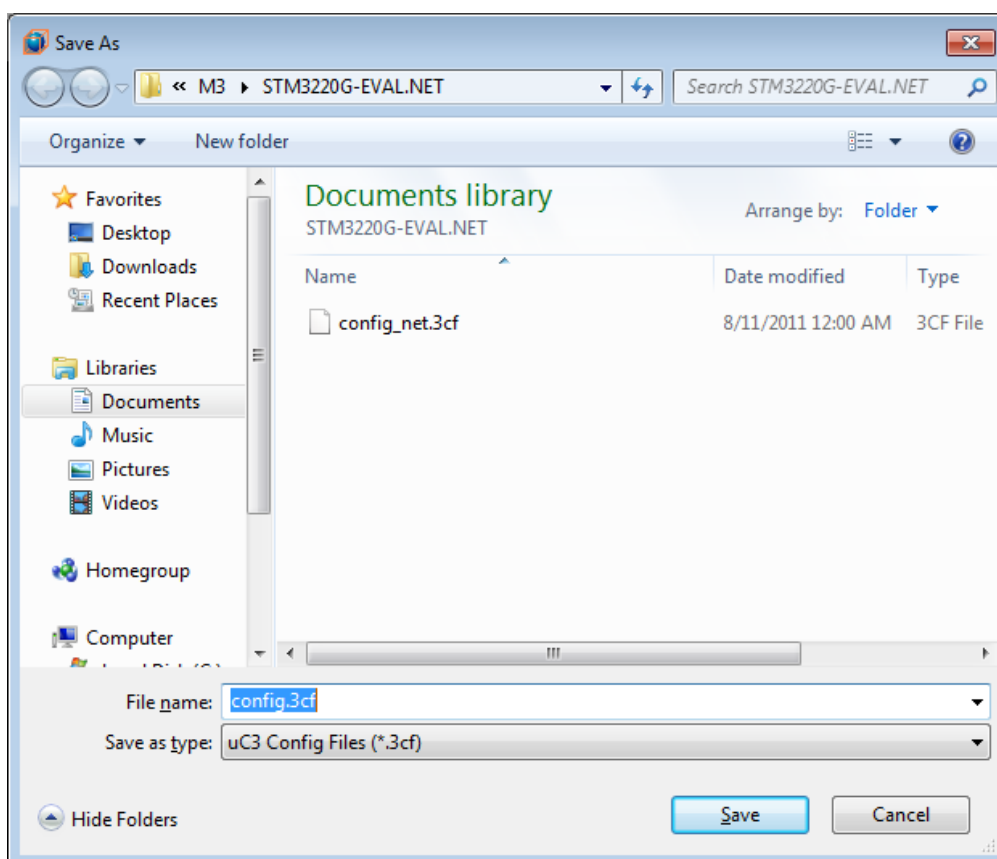 Save As
« M3 ▸ STM3220G-EVAL.NET
Search STM3220G-EVAL.NET
Organize
New folder
Favorites
Desktop
Downloads
Recent Places
Libraries
Documents
Music
Pictures
Videos
Homegroup
Computer
Documents library
STM3220G-EVAL.NET
Arrange by: Folder
Name Date modified Type
config_net.3cf 8/11/2011 12:00 AM 3CF File
File name: config.3cf
Save as type: uC3 Config Files (*.3cf)
Hide Folders
Save
Cancel